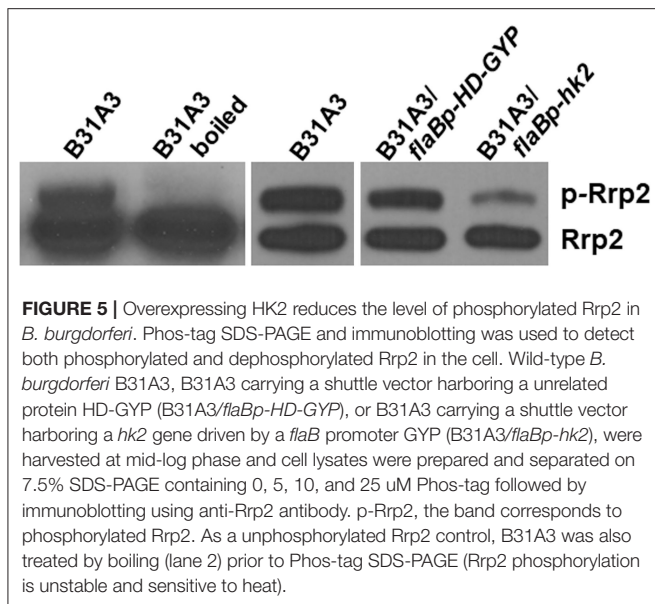 B31A3
B31A3 boiled
B31A3
B31A3/ flaBp-HD-GYP
B31A3/ flaBp-hk2
p-Rrp2
Rrp2
FIGURE 5 | Overexpressing HK2 reduces the level of phosphorylated Rrp2 in
B. burgdorferi. Phos-tag SDS-PAGE and immunoblotting was used to detect
both phosphorylated and dephosphorylated Rrp2 in the cell. Wild-type B.
burgdorferi B31A3, B31A3 carrying a shuttle vector harboring a unrelated
protein HD-GYP (B31A3/flaBp-HD-GYP), or B31A3 carrying a shuttle vector
harboring a hk2 gene driven by a flaB promoter GYP (B31A3/flaBp-hk2), were
harvested at mid-log phase and cell lysates were prepared and separated on
7.5% SDS-PAGE containing 0, 5, 10, and 25 uM Phos-tag followed by
immunoblotting using anti-Rrp2 antibody. p-Rrp2, the band corresponds to
phosphorylated Rrp2. As a unphosphorylated Rrp2 control, B31A3 was also
treated by boiling (lane 2) prior to Phos-tag SDS-PAGE (Rrp2 phosphorylation
is unstable and sensitive to heat).